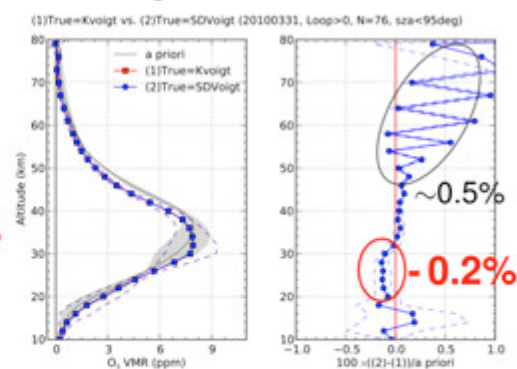 (1)True=Kvoigt vs. (2)True=SDVoigt (20100331, Loop>0, N=76, sza<95deg)
80
70
60
50
40
30
20
10
Altitude (km)
a priori
(1)True=Kvoigt
(2)True=SDVoigt
0 3 6 9
O₃ VMR (ppm)
80
70
60
50
40
30
20
10
~0.5%
-0.2%
−1.0 −0.5 0.0 0.5 1.0
100 ×((2)-(1))/a priori